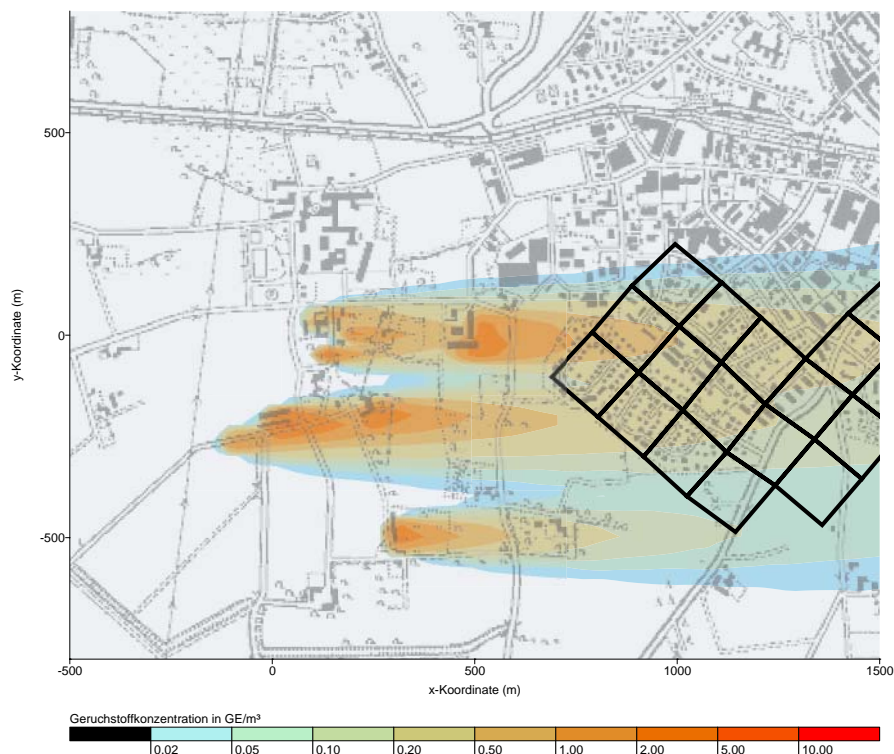 500
0
-500
y-Koordinate (m)
-500 0 500 1000 1500
x-Koordinate (m)
Geruchstoffkonzentration in GE/m³
0.02 0.05 0.10 0.20 0.50 1.00 2.00 5.00 10.00